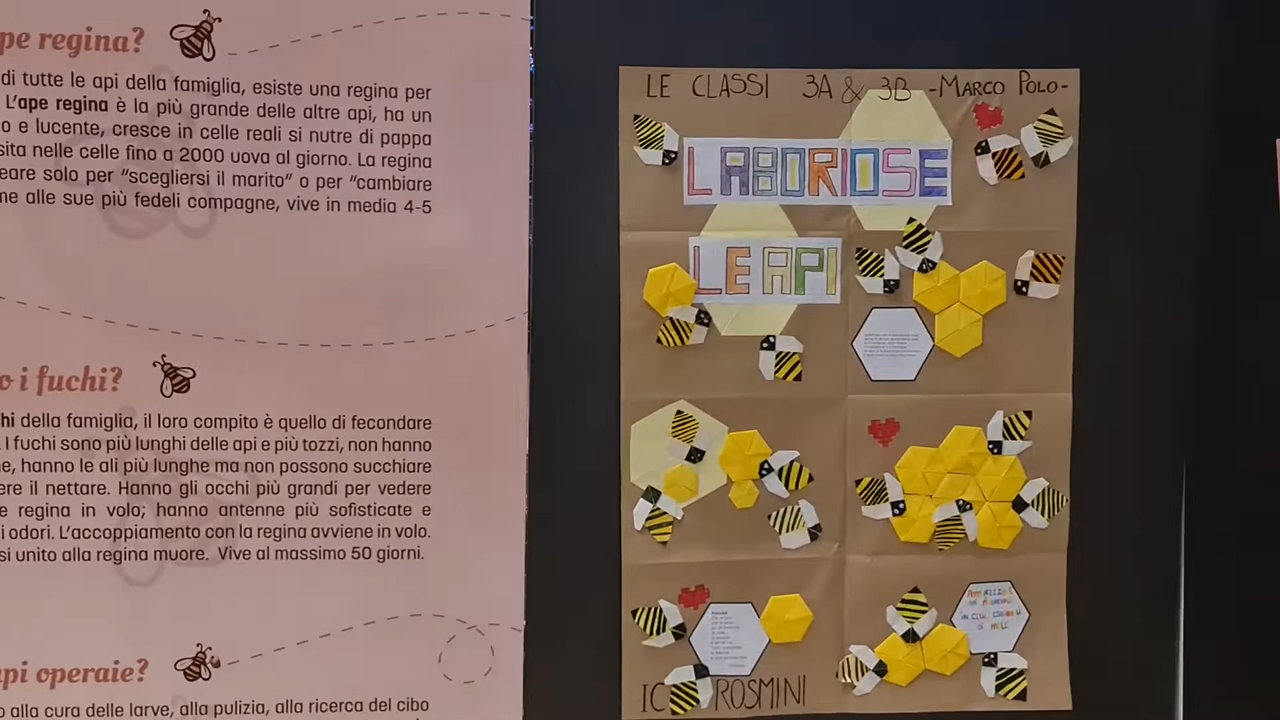 pe regina?
di tutte le api della famiglia, esiste una regina per
L'ape regina è la più grande delle altre api, ha un
o e lucente, cresce in celle reali si nutre di pappa
sita nelle celle fino a 2000 uova al giorno. La regina
eare solo per "scegliersi il marito" o per "cambiare
me alle sue più fedeli compagne, vive in media 4-5
o i fuchi?
hi della famiglia, il loro compito è quello di fecondare
. I fuchi sono più lunghi delle api e più tozzi, non hanno
e, hanno le ali più lunghe ma non possono succhiare
ere il nettare. Hanno gli occhi più grandi per vedere
e regina in volo; hanno antenne più sofisticate e
i odori. L'accoppiamento con la regina avviene in volo.
si unito alla regina muore. Vive al massimo 50 giorni.
api operaie?
o alla cura delle larve, alla pulizia, alla ricerca del cibo
LE CLASSI 3A & 3B -MARCO POLO-
LABORIOSE
LE API
IC ROSMINI